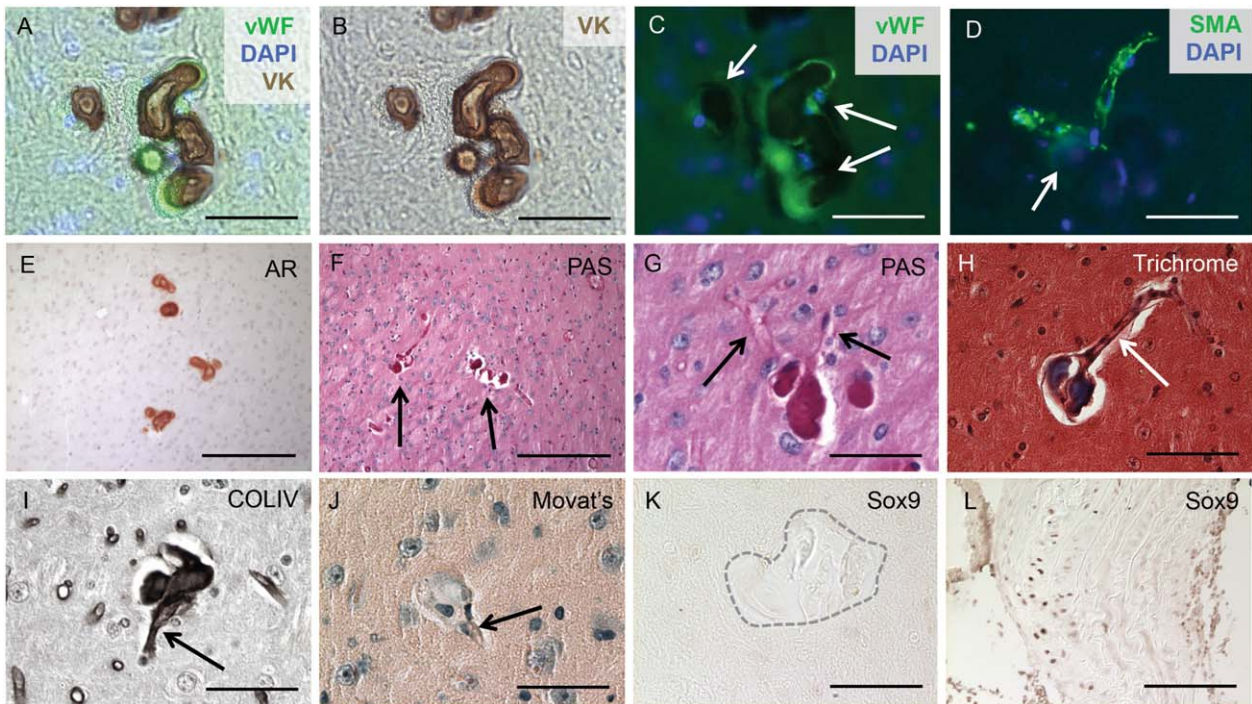 A
vWF
DAPI
VK
B
VK
C
vWF
DAPI
D
SMA
DAPI
E
AR
F
PAS
G
PAS
H
Trichrome
I
COLIV
J
Movat's
K
Sox9
L
Sox9